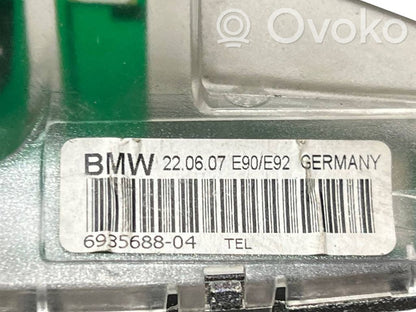 Ovoko
BMW 22.06.07 E90/E92 GERMANY
6935688-04 TEL